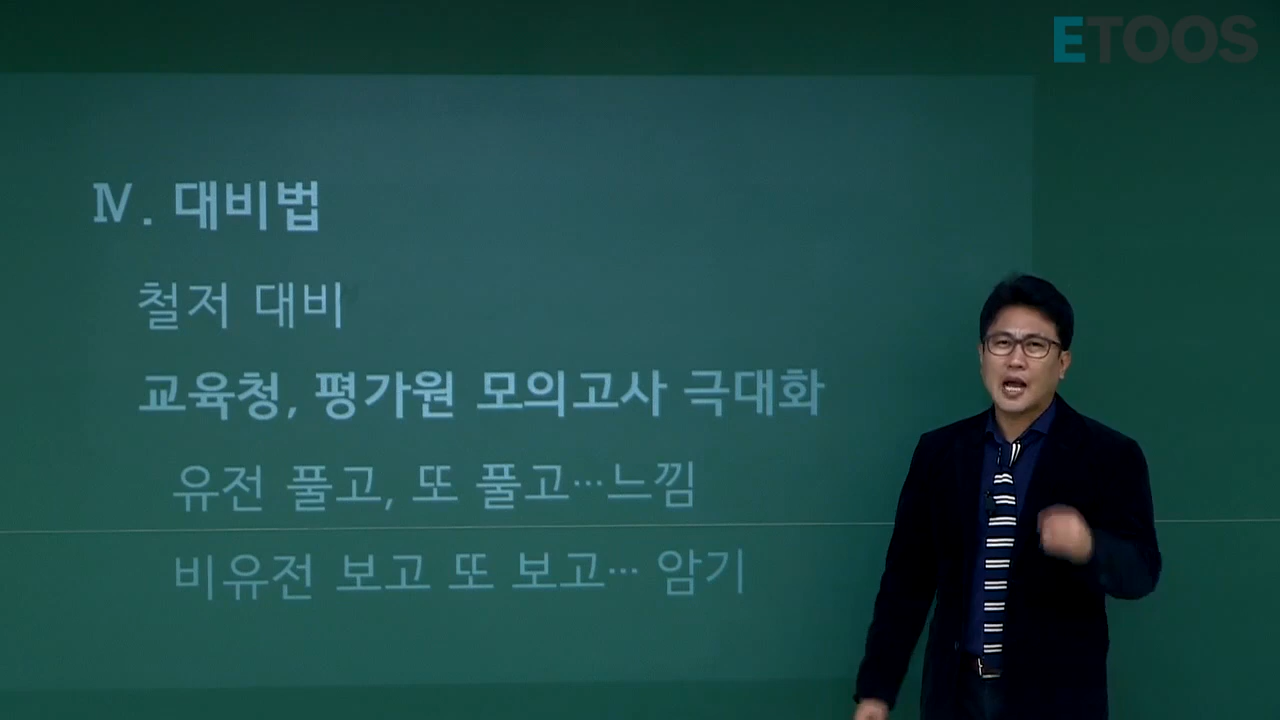 ETOOS
Ⅳ. 대비법
철저 대비
교육청, 평가원 모의고사 극대화
유전 풀고, 또 풀고…느낌
비유전 보고 또 보고… 암기